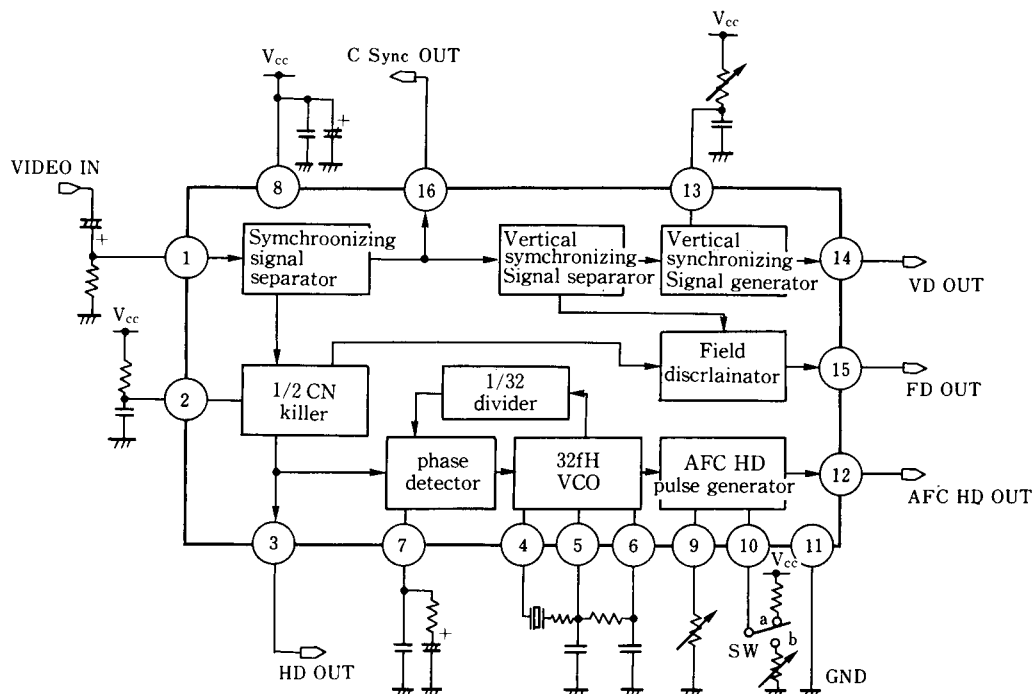 Vcc
C Sync OUT
Vcc
VIDEO IN
+
+
8
16
13
1
Symchroonizing
signal
separator
Vertical
symchronizing
Signal separaror
Vertical
synchronizing
Signal generator
14
VD OUT
Vcc
2
1/2 CN
killer
1/32
divider
Field
discrlainator
15
FD OUT
phase
detector
32fH
VCO
AFC HD
pulse generator
12
AFC HD OUT
3
7
4
5
6
9
10
11
Vcc
+
a
SW
b
HD OUT
GND